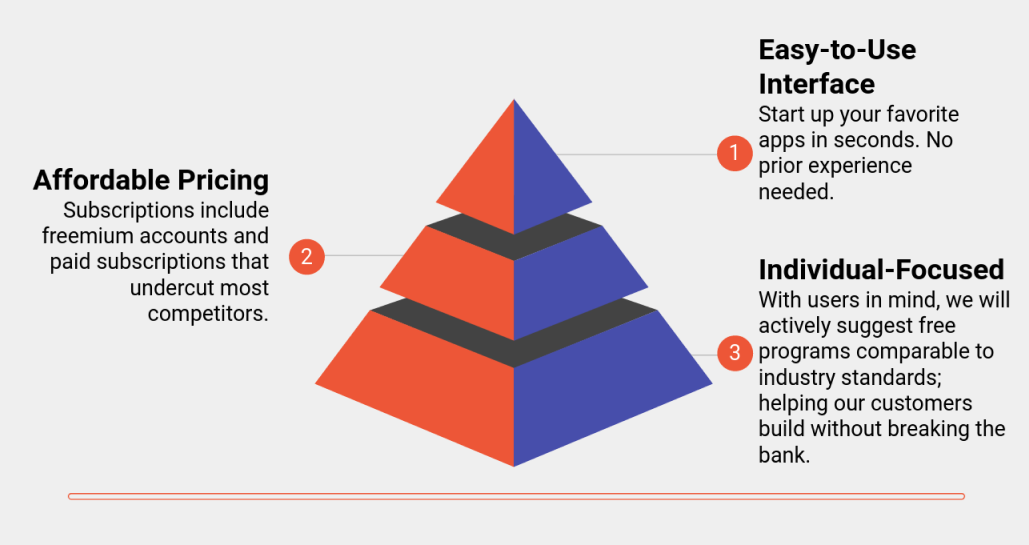 Easy-to-Use
Interface
Start up your favorite
apps in seconds. No
prior experience
needed.
1
Affordable Pricing
Subscriptions include
freemium accounts and
paid subscriptions that
undercut most
competitors.
2
Individual-Focused
With users in mind, we will
actively suggest free
programs comparable to
industry standards;
helping our customers
build without breaking the
bank.
3